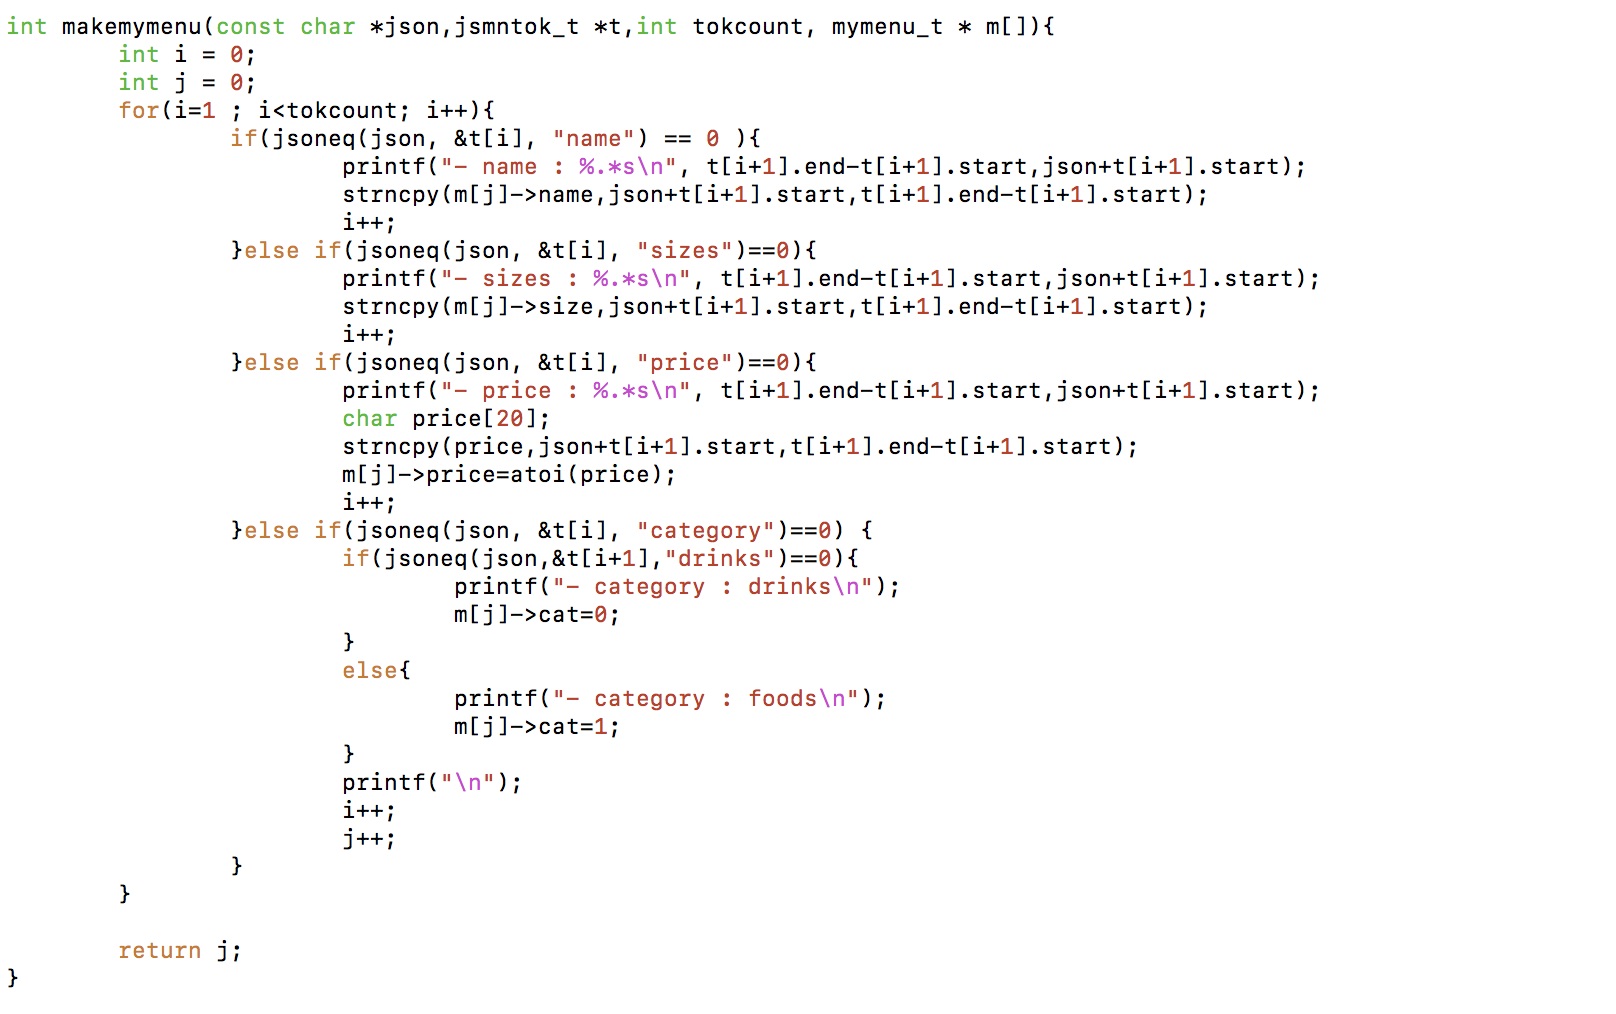 int makemymenu(const char *json,jsmntok_t *t,int tokcount, mymenu_t * m[]){
        int i = 0;
        int j = 0;
        for(i=1 ; i<tokcount; i++){
                if(jsoneq(json, &t[i], "name") == 0 ){
                        printf("- name : %.*s\n", t[i+1].end-t[i+1].start,json+t[i+1].start);
                        strncpy(m[j]->name,json+t[i+1].start,t[i+1].end-t[i+1].start);
                        i++;
                }else if(jsoneq(json, &t[i], "sizes")==0){
                        printf("- sizes : %.*s\n", t[i+1].end-t[i+1].start,json+t[i+1].start);
                        strncpy(m[j]->size,json+t[i+1].start,t[i+1].end-t[i+1].start);
                        i++;
                }else if(jsoneq(json, &t[i], "price")==0){
                        printf("- price : %.*s\n", t[i+1].end-t[i+1].start,json+t[i+1].start);
                        char price[20];
                        strncpy(price,json+t[i+1].start,t[i+1].end-t[i+1].start);
                        m[j]->price=atoi(price);
                        i++;
                }else if(jsoneq(json, &t[i], "category")==0) {
                        if(jsoneq(json,&t[i+1],"drinks")==0){
                                printf("- category : drinks\n");
                                m[j]->cat=0;
                        }
                        else{
                                printf("- category : foods\n");
                                m[j]->cat=1;
                        }
                        printf("\n");
                        i++;
                        j++;
                }
        }

        return j;
}